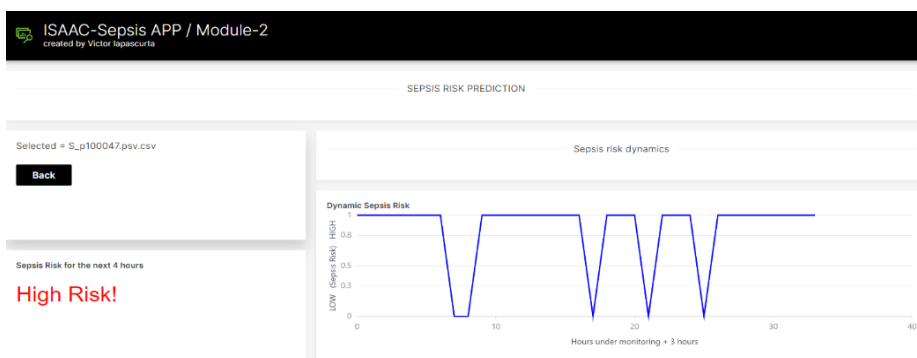 ISAAC-Sepsis APP / Module-2
created by Victor Iapascurta
SEPSIS RISK PREDICTION
Selected = S_p100047.psv.csv
Back
Sepsis Risk for the next 4 hours
High Risk!
Sepsis risk dynamics
Dynamic Sepsis Risk
LOW (Sepsis Risk) HIGH
1
0.8
0.5
0.3
0
0 10 20 30 40
Hours under monitoring + 3 hours